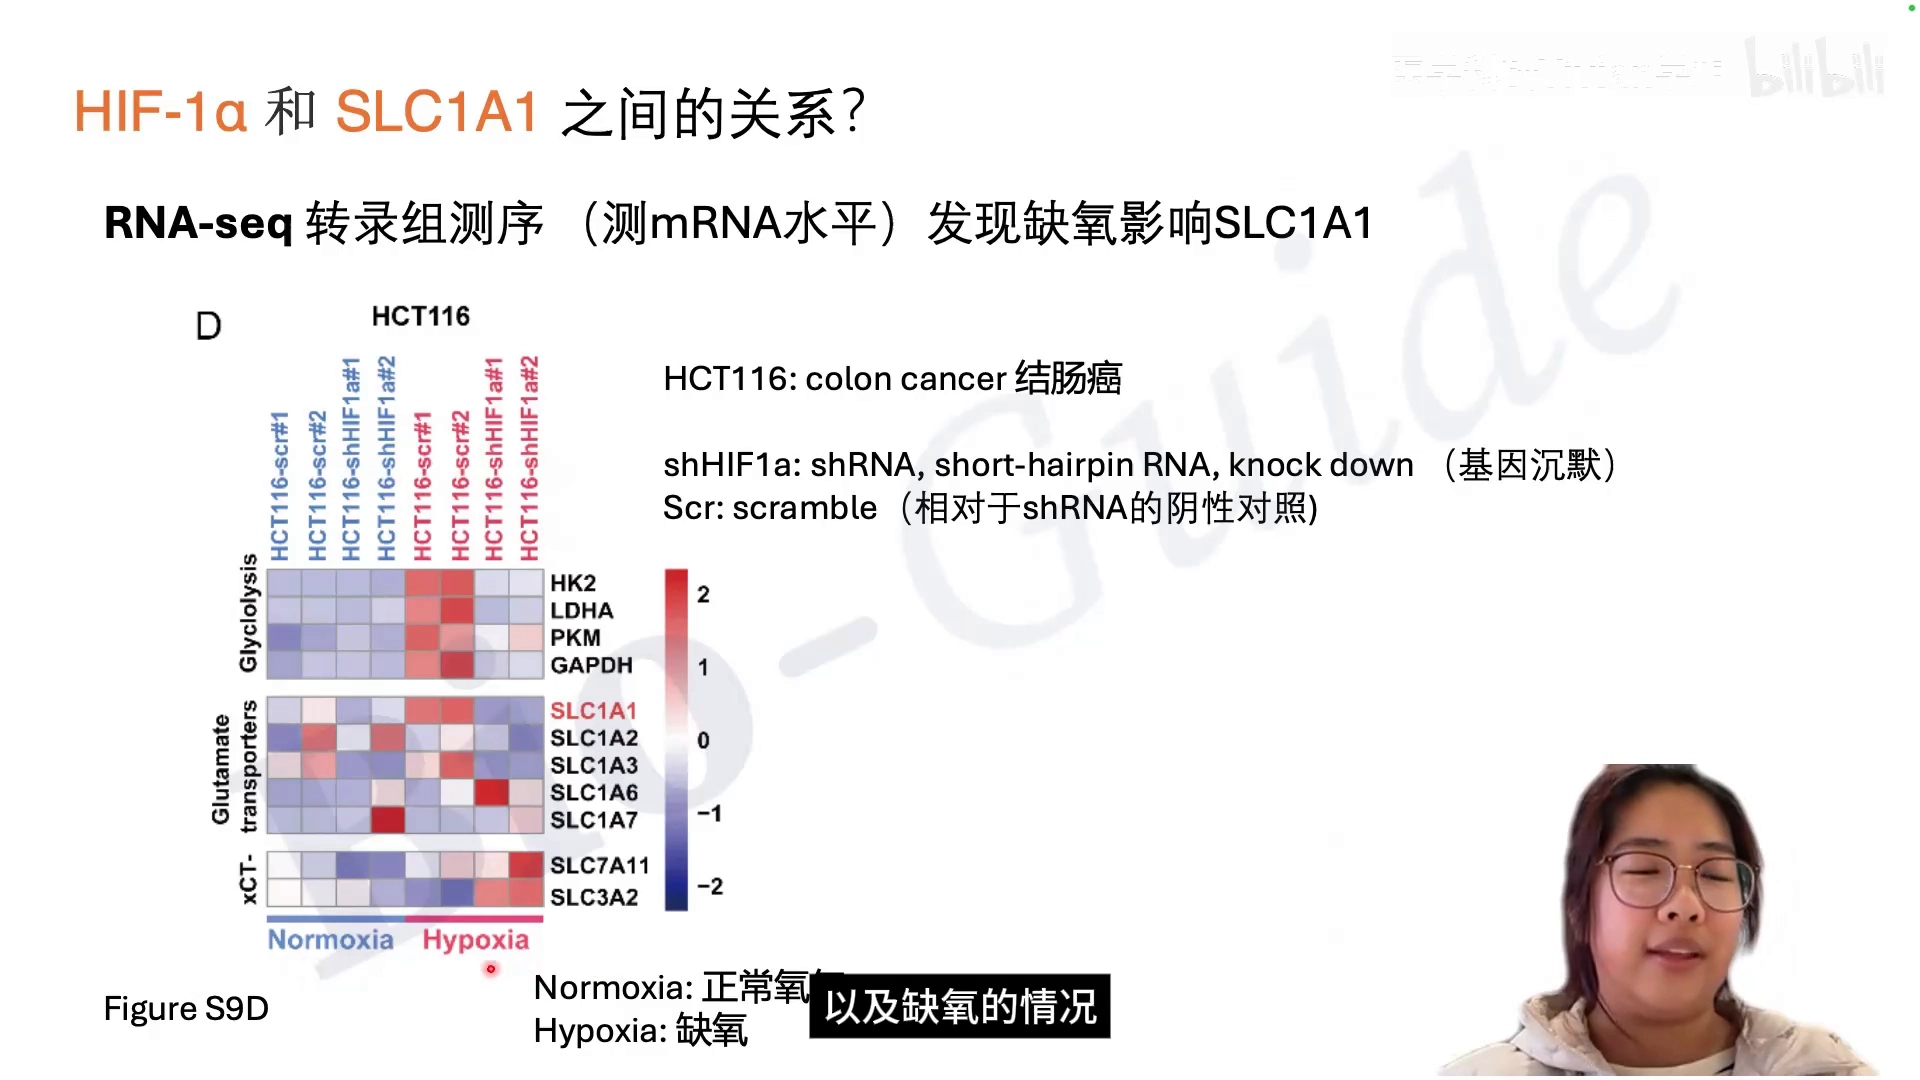 bilibili
HIF-1α 和 SLC1A1 之间的关系？
RNA-seq 转录组测序 （测mRNA水平）发现缺氧影响SLC1A1
D
HCT116
HCT116-scr#1
HCT116-scr#2
HCT116-shHIF1a#1
HCT116-shHIF1a#2
HCT116-scr#1
HCT116-scr#2
HCT116-shHIF1a#1
HCT116-shHIF1a#2
HCT116: colon cancer 结肠癌
shHIF1a: shRNA, short-hairpin RNA, knock down （基因沉默）
Scr: scramble（相对于shRNA的阴性对照)
Glyclolysis
HK2
LDHA
PKM
GAPDH
Glutamate
transporters
SLC1A1
SLC1A2
SLC1A3
SLC1A6
SLC1A7
xCT-
SLC7A11
SLC3A2
2
1
0
−1
−2
Normoxia
Hypoxia
Figure S9D
Normoxia: 正常氧
Hypoxia: 缺氧
以及缺氧的情况
Bio-Guide